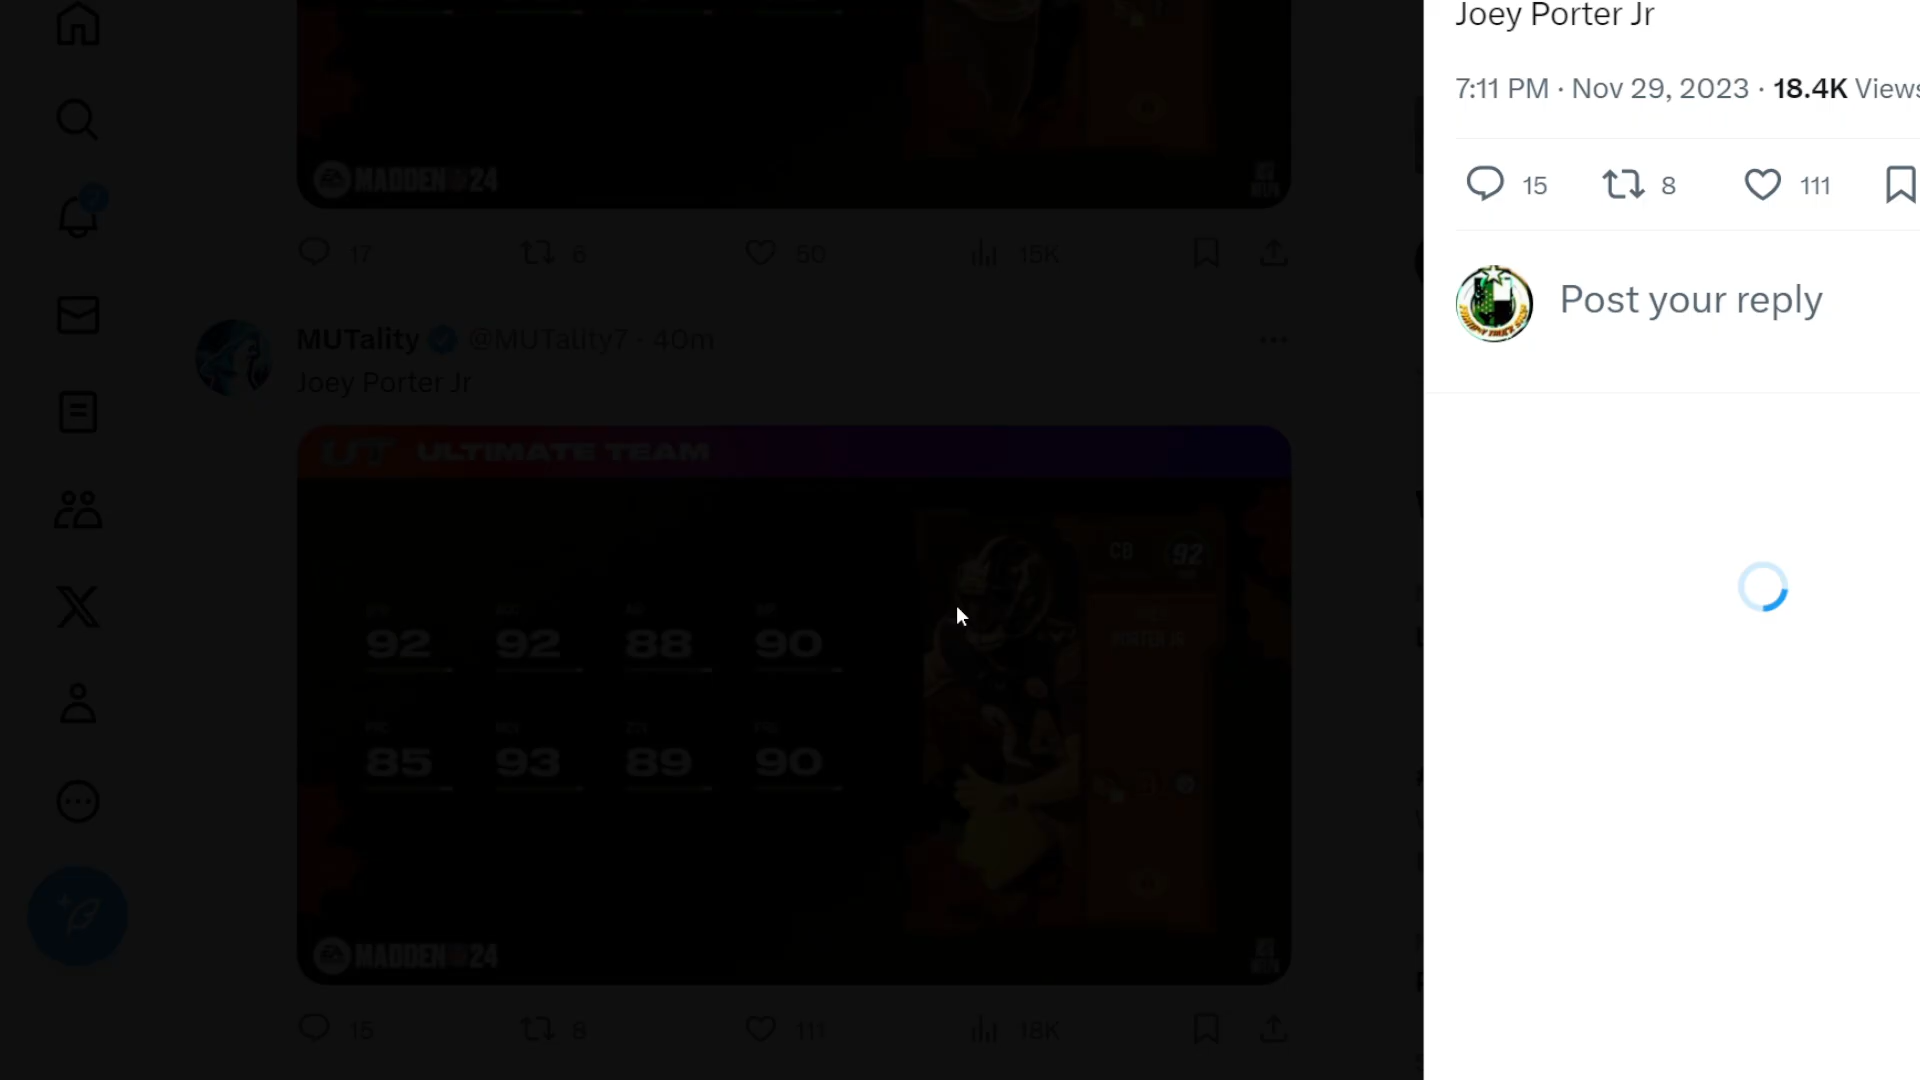 MADDEN 24
17
6
50
15K
MUTality @MUTality7 · 40m
Joey Porter Jr
UT ULTIMATE TEAM
CB 92
PORTER JR
92 92 88 90
85 93 89 90
EA MADDEN 24
15
8
111
18K
Joey Porter Jr
7:11 PM · Nov 29, 2023 · 18.4K Views
15
8
111
Post your reply